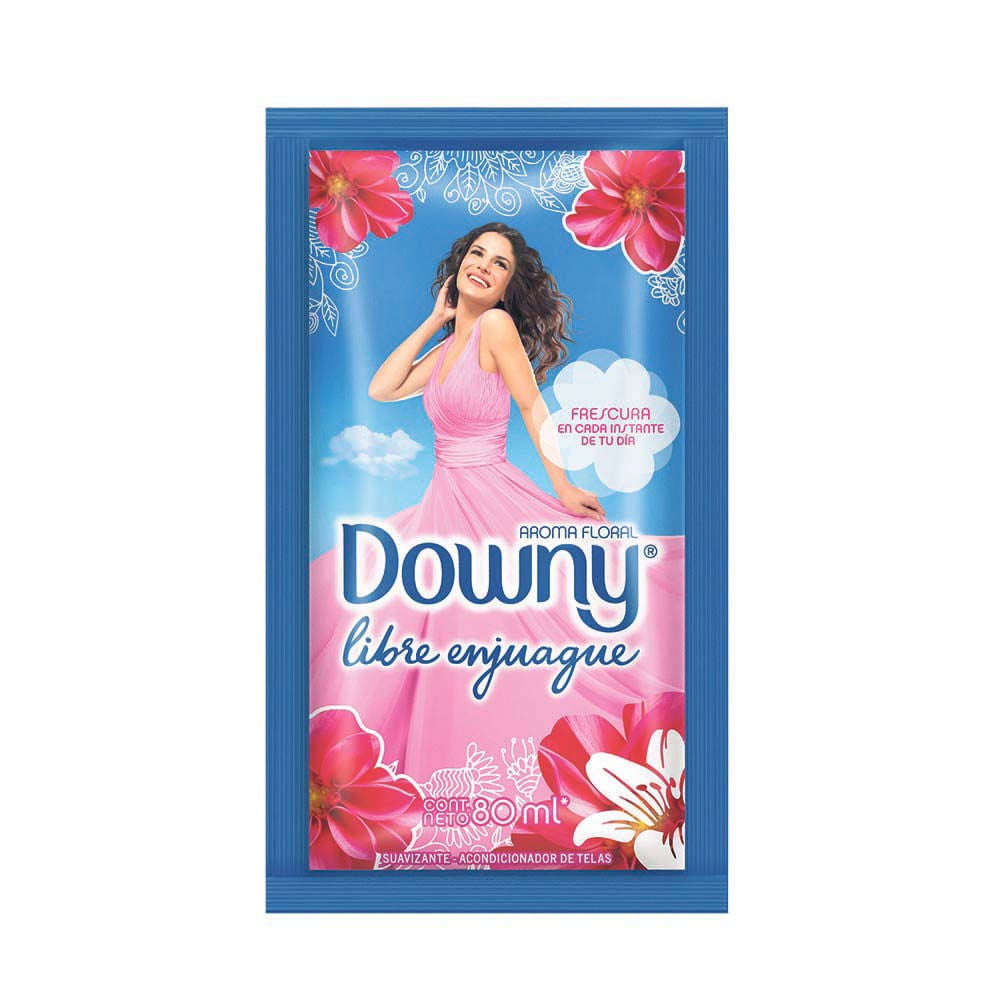 FRESCURA
EN CADA INSTANTE
DE TU DÍA
AROMA FLORAL
Downy®
libre enjuague
CONT.
NETO 80 ml*
SUAVIZANTE - ACONDICIONADOR DE TELAS